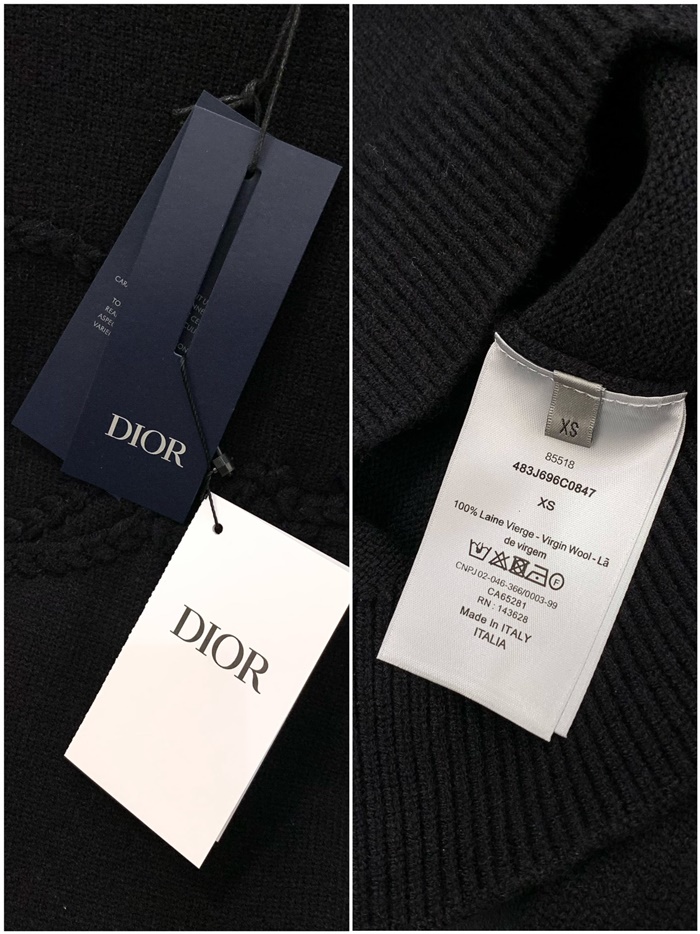 CAR
TO
REA
ASPEC
VARIE
DIOR
DIOR
XS
85518
483J696C0847
XS
100% Laine Vierge - Virgin Wool - Lã
de virgem
F
CNPJ 02-046-366/0003-99
CA65281
RN : 143628
Made In ITALY
ITALIA